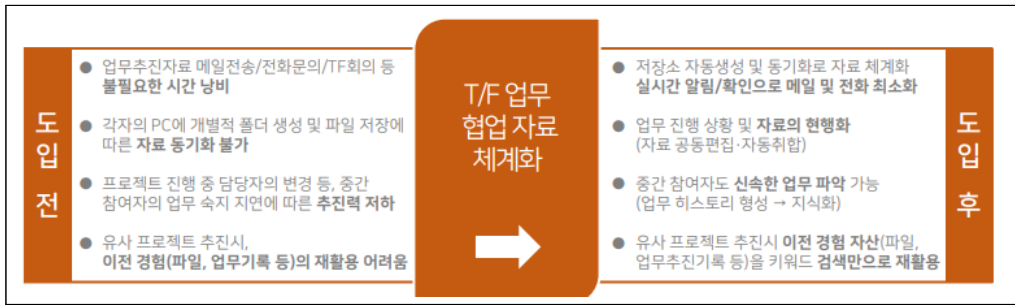 도입 전
● 업무추진자료 메일전송/전화문의/TF회의 등
불필요한 시간 낭비
● 각자의 PC에 개별적 폴더 생성 및 파일 저장에
따른 자료 동기화 불가
● 프로젝트 진행 중 담당자의 변경 등, 중간
참여자의 업무 숙지 지연에 따른 추진력 저하
● 유사 프로젝트 추진시,
이전 경험(파일, 업무기록 등)의 재활용 어려움
T/F 업무
협업 자료
체계화
● 저장소 자동생성 및 동기화로 자료 체계화
실시간 알림/확인으로 메일 및 전화 최소화
● 업무 진행 상황 및 자료의 현행화
(자료 공동편집·자동취합)
● 중간 참여자도 신속한 업무 파악 가능
(업무 히스토리 형성 → 지식화)
● 유사 프로젝트 추진시 이전 경험 자산(파일,
업무추진기록 등)을 키워드 검색만으로 재활용
도입 후